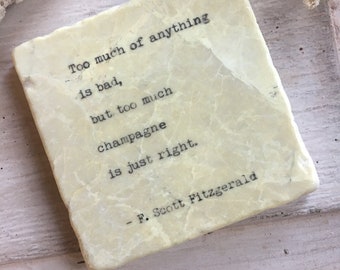 Too much of anything
is bad,
but too much
champagne
is just right.
- F. Scott Fitzgerald